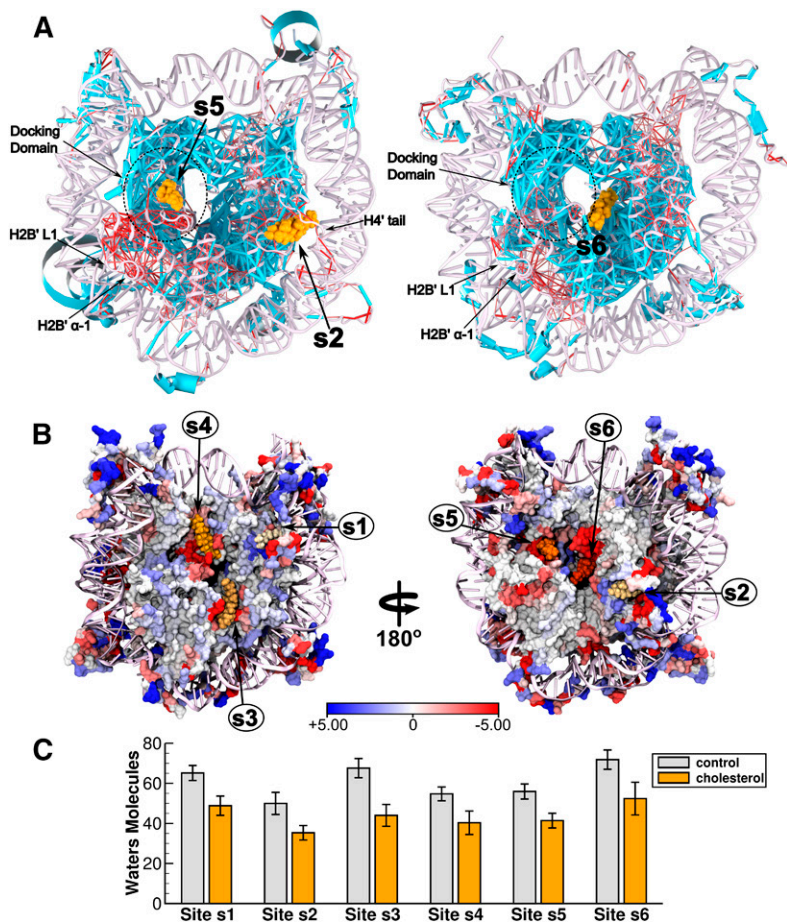 A
s5
Docking
Domain
H2B' L1
H2B' α-1
H4' tail
s2
Docking
Domain
s6
H2B' L1
H2B' α-1
B
s4
s1
s3
180º
s6
s5
s2
+5.00 0 -5.00
C
Waters Molecules
80
60
40
20
0
control
cholesterol
Site s1 Site s2 Site s3 Site s4 Site s5 Site s6